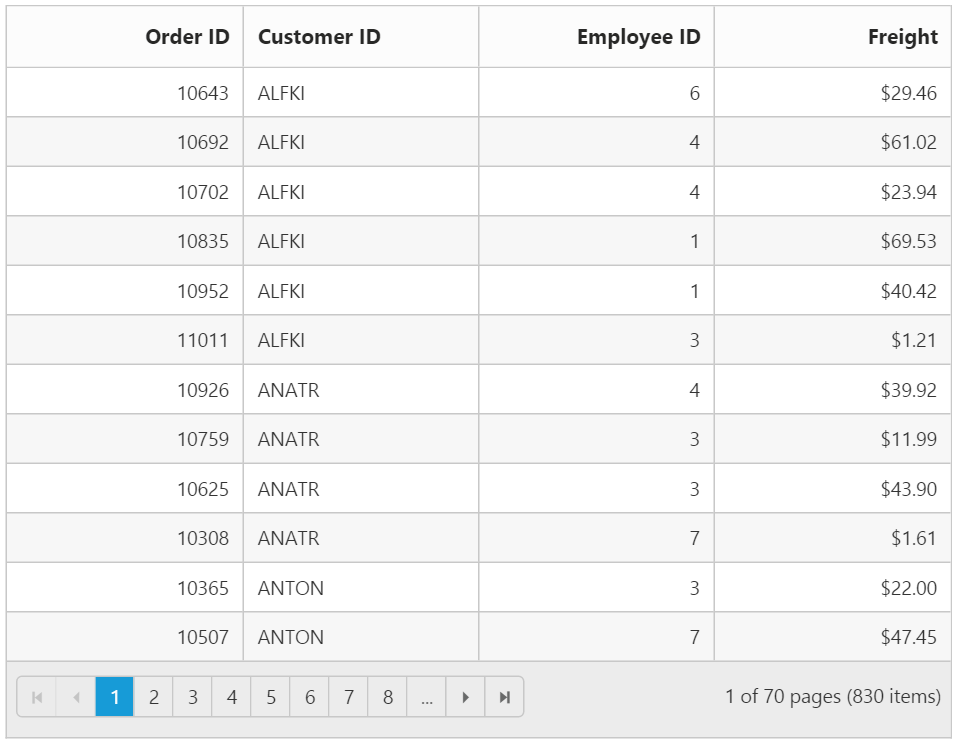 Order ID Customer ID Employee ID Freight
10643 ALFKI 6 $29.46
10692 ALFKI 4 $61.02
10702 ALFKI 4 $23.94
10835 ALFKI 1 $69.53
10952 ALFKI 1 $40.42
11011 ALFKI 3 $1.21
10926 ANATR 4 $39.92
10759 ANATR 3 $11.99
10625 ANATR 3 $43.90
10308 ANATR 7 $1.61
10365 ANTON 3 $22.00
10507 ANTON 7 $47.45
1 2 3 4 5 6 7 8 ... 1 of 70 pages (830 items)